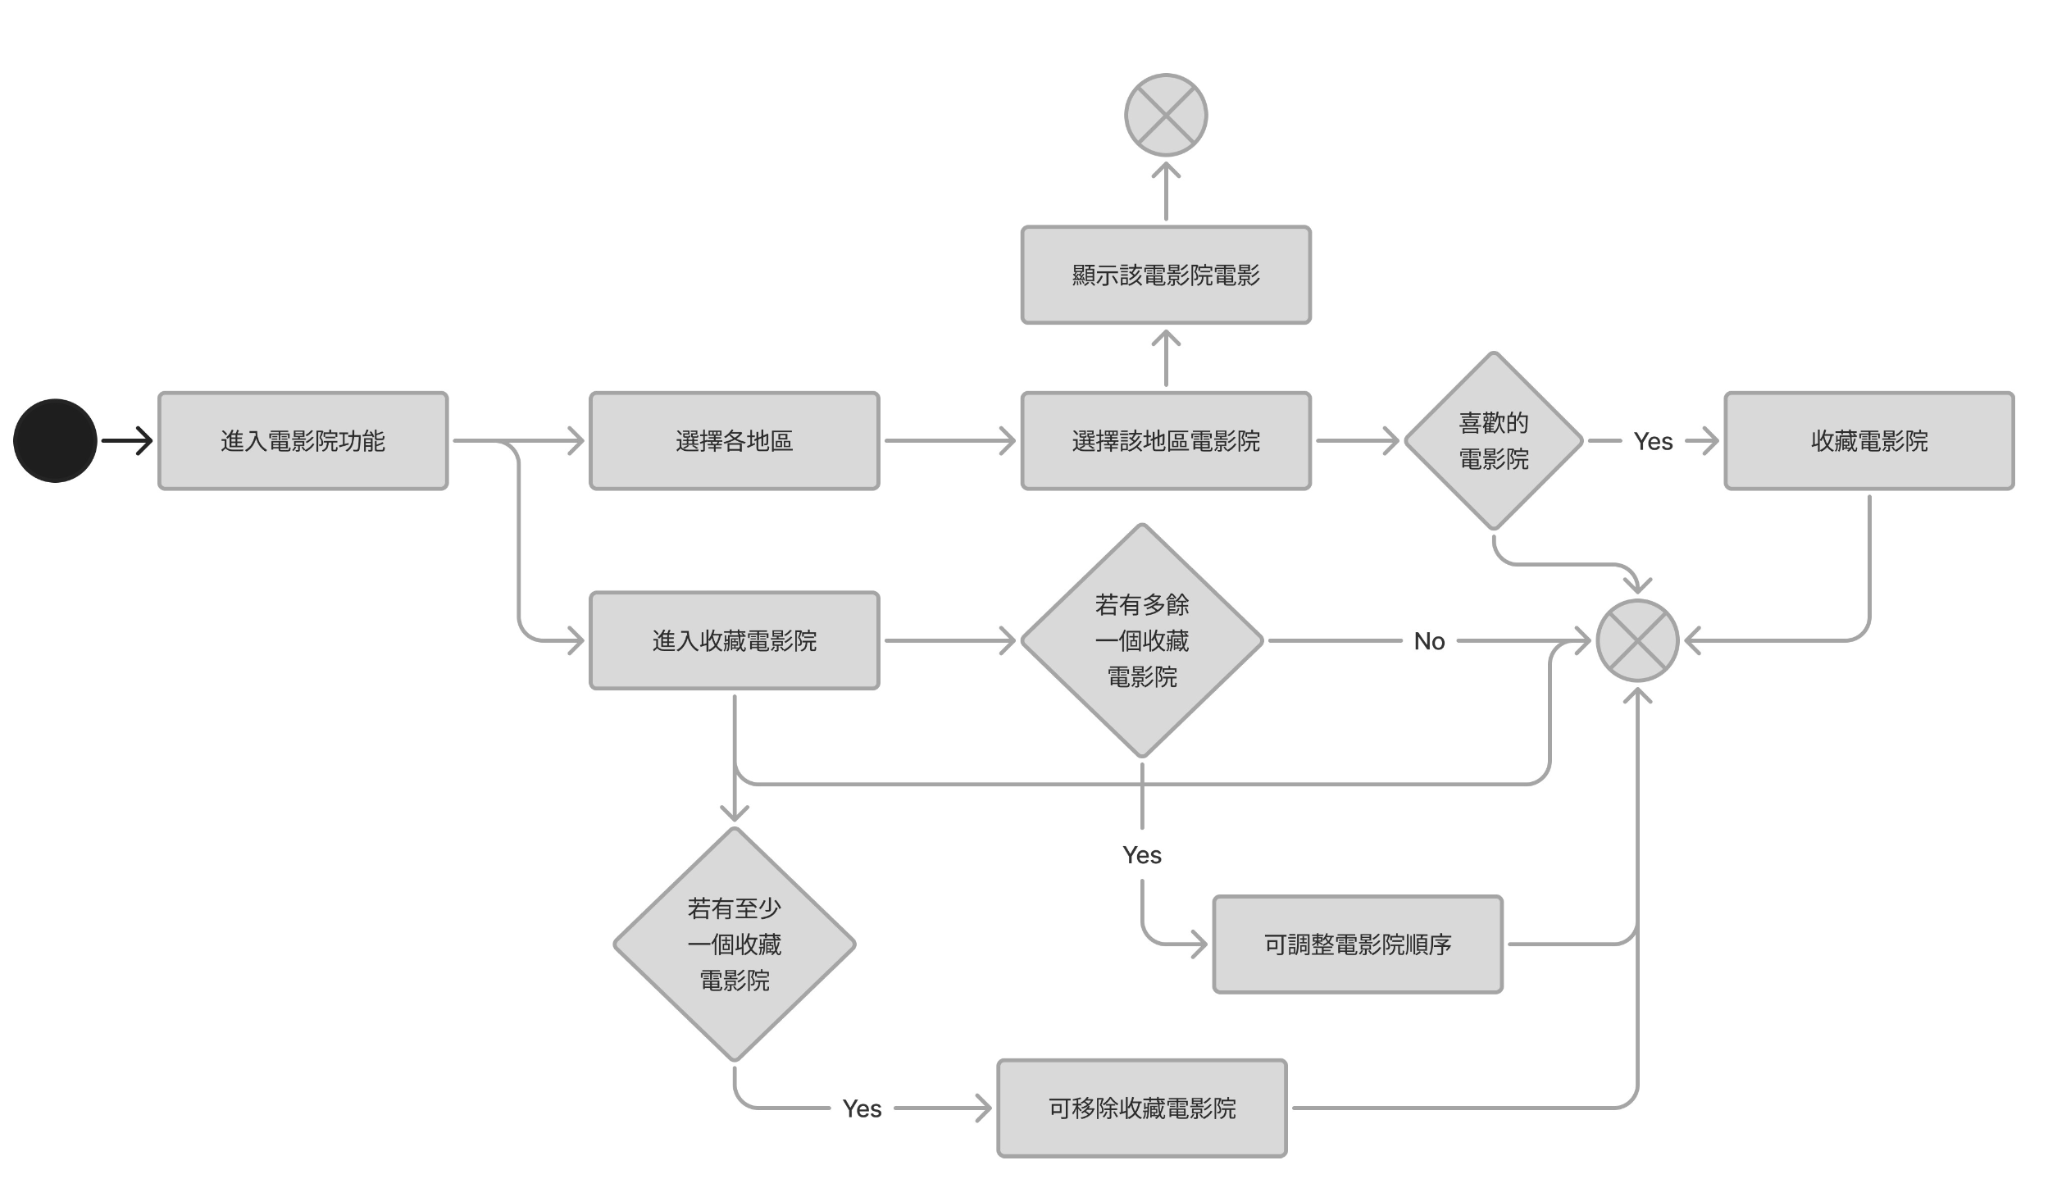 顯示該電影院電影
進入電影院功能
選擇各地區
選擇該地區電影院
喜歡的
電影院
Yes
收藏電影院
進入收藏電影院
若有多餘
一個收藏
電影院
No
Yes
若有至少
一個收藏
電影院
可調整電影院順序
Yes
可移除收藏電影院